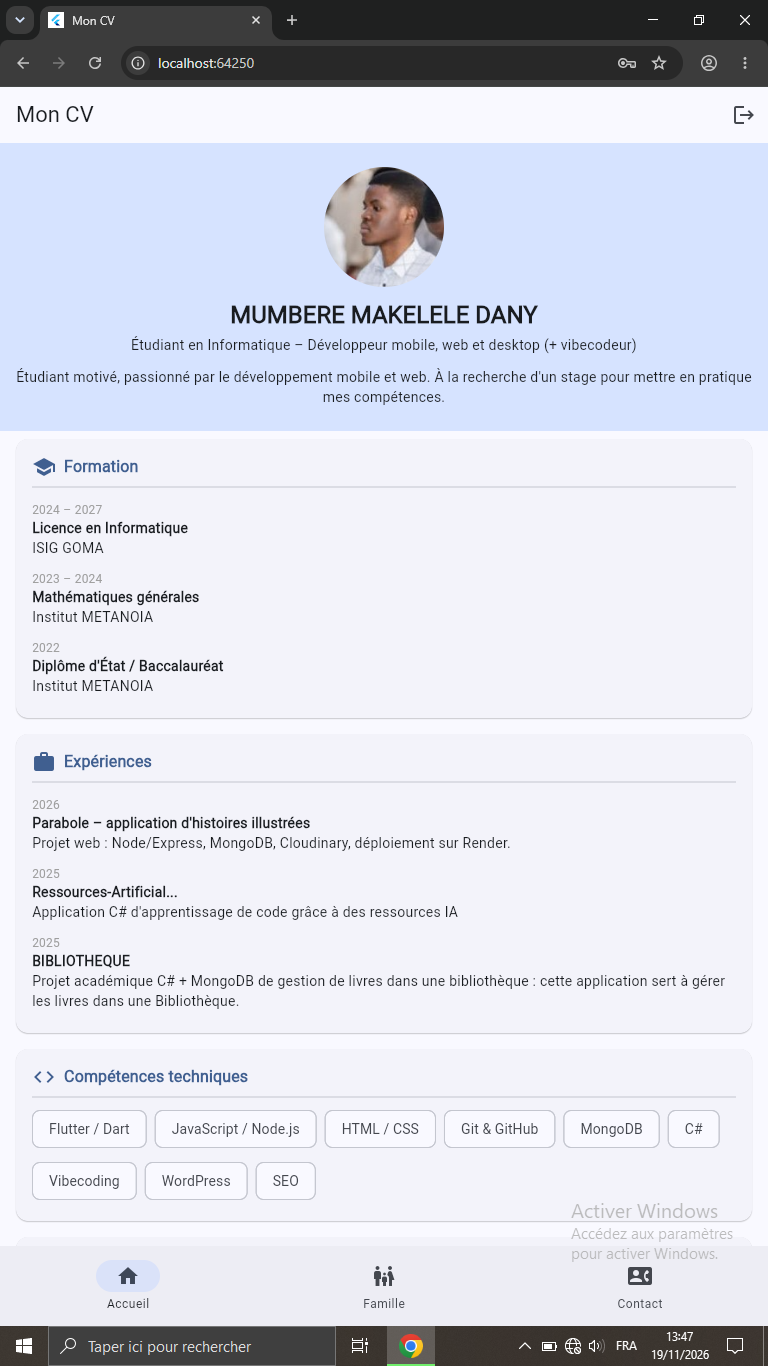 Mon CV
localhost:64250
Mon CV
MUMBERE MAKELELE DANY
Étudiant en Informatique – Développeur mobile, web et desktop (+ vibecodeur)
Étudiant motivé, passionné par le développement mobile et web. À la recherche d'un stage pour mettre en pratique
mes compétences.
Formation
2024 – 2027
Licence en Informatique
ISIG GOMA
2023 – 2024
Mathématiques générales
Institut METANOIA
2022
Diplôme d'État / Baccalauréat
Institut METANOIA
Expériences
2026
Parabole – application d'histoires illustrées
Projet web : Node/Express, MongoDB, Cloudinary, déploiement sur Render.
2025
Ressources-Artificial...
Application C# d'apprentissage de code grâce à des ressources IA
2025
BIBLIOTHEQUE
Projet académique C# + MongoDB de gestion de livres dans une bibliothèque : cette application sert à gérer
les livres dans une Bibliothèque.
Compétences techniques
Flutter / Dart JavaScript / Node.js HTML / CSS Git & GitHub MongoDB C#
Vibecoding WordPress SEO
Activer Windows
Accédez aux paramètres
pour activer Windows.
Accueil Famille Contact
Taper ici pour rechercher
FRA
13:47
19/11/2026